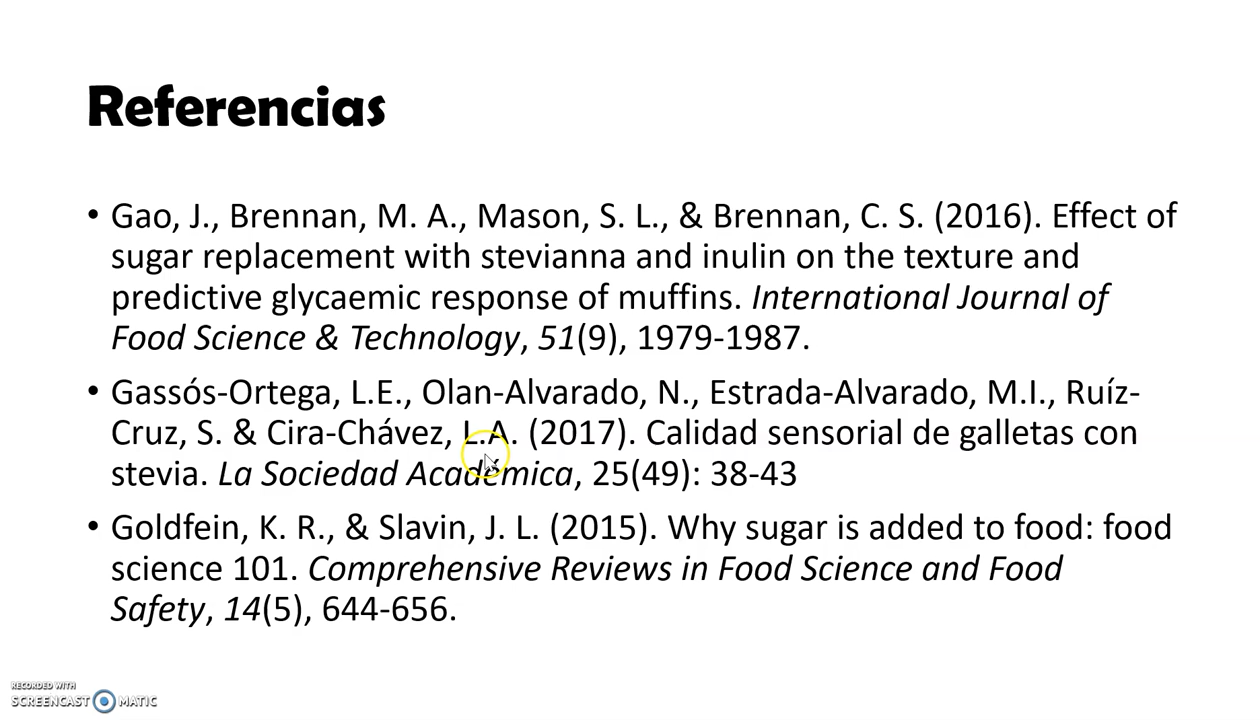 Referencias
• Gao, J., Brennan, M. A., Mason, S. L., & Brennan, C. S. (2016). Effect of
sugar replacement with stevianna and inulin on the texture and
predictive glycaemic response of muffins. International Journal of
Food Science & Technology, 51(9), 1979-1987.
• Gassós-Ortega, L.E., Olan-Alvarado, N., Estrada-Alvarado, M.I., Ruíz-
Cruz, S. & Cira-Chávez, L.A. (2017). Calidad sensorial de galletas con
stevia. La Sociedad Académica, 25(49): 38-43
• Goldfein, K. R., & Slavin, J. L. (2015). Why sugar is added to food: food
science 101. Comprehensive Reviews in Food Science and Food
Safety, 14(5), 644-656.
RECORDED WITH
SCREENCAST MATIC